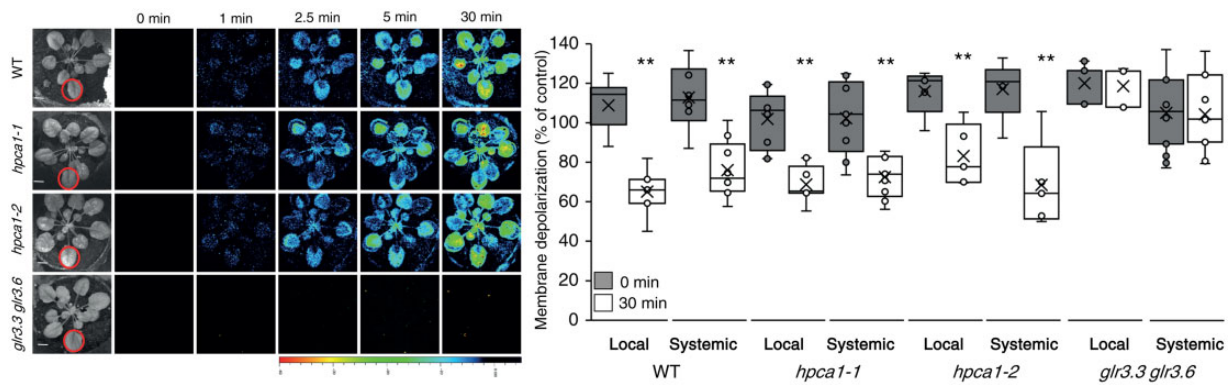 0 min 1 min 2.5 min 5 min 30 min
WT
hpca1-1
hpca1-2
glr3.3 glr3.6
Membrane depolarization (% of control)
140
120
100
80
60
40
20
0
** ** ** ** ** **
0 min
30 min
Local Systemic Local Systemic Local Systemic Local Systemic
WT hpca1-1 hpca1-2 glr3.3 glr3.6